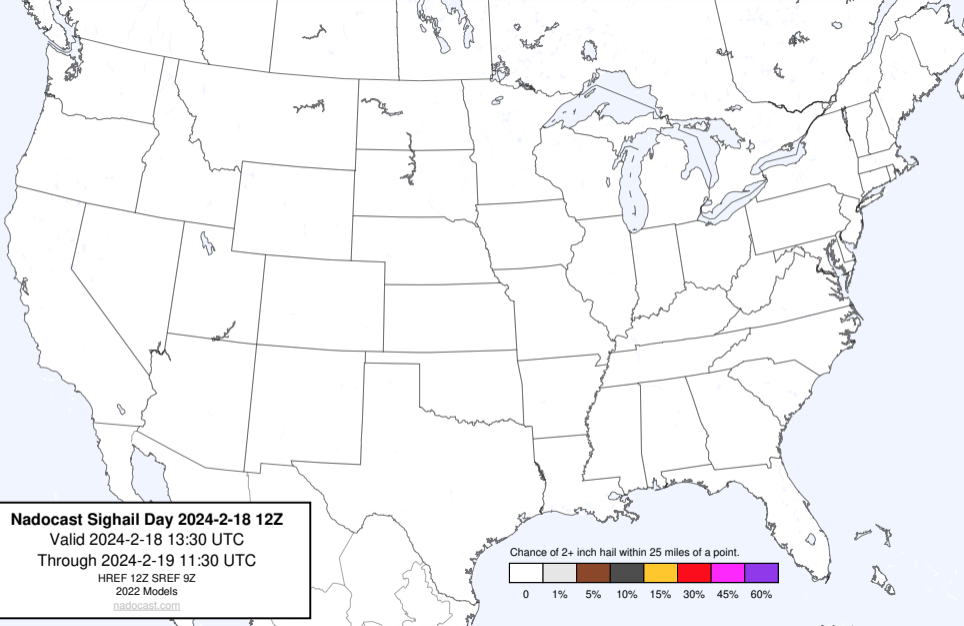 Nadocast Sighail Day 2024-2-18 12Z
Valid 2024-2-18 13:30 UTC
Through 2024-2-19 11:30 UTC
HREF 12Z SREF 9Z
2022 Models
nadocast.com
Chance of 2+ inch hail within 25 miles of a point.
0 1% 5% 10% 15% 30% 45% 60%